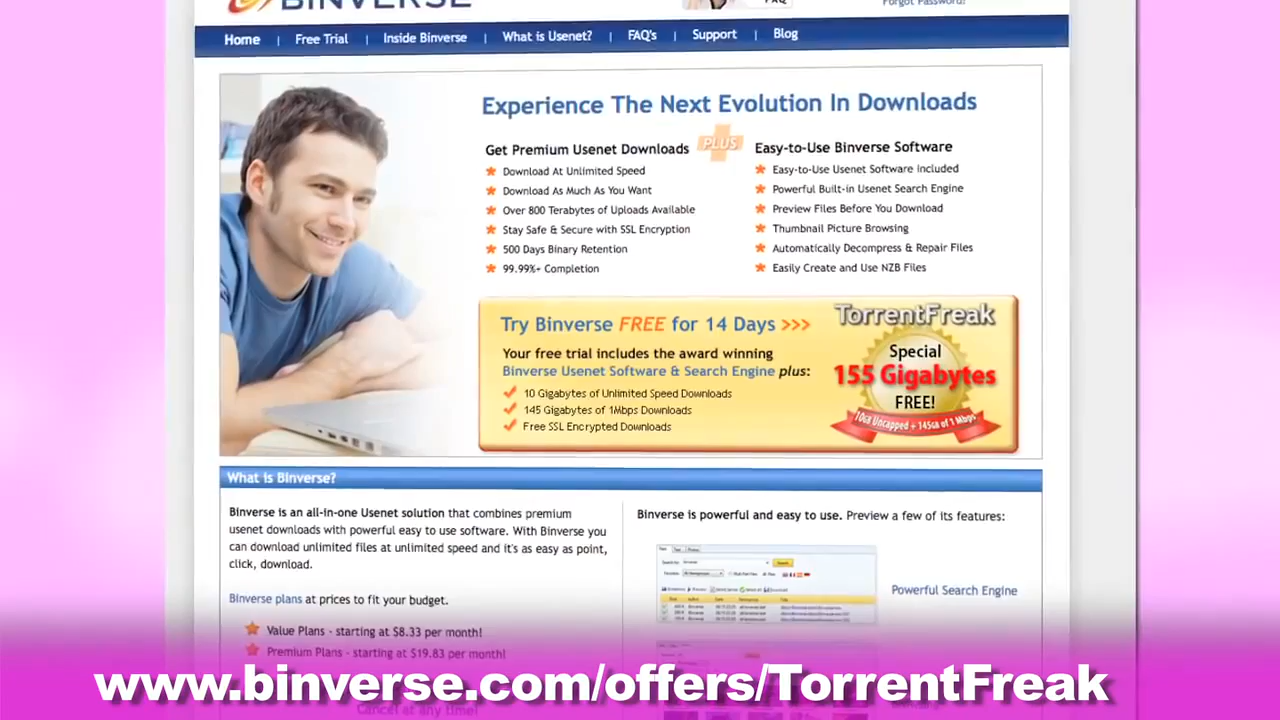 BINVERSE
FAQ
Forgot Password?
Home | Free Trial | Inside Binverse | What is Usenet? | FAQ's | Support | Blog
Experience The Next Evolution In Downloads
Get Premium Usenet Downloads
PLUS
Easy-to-Use Binverse Software
Download At Unlimited Speed
Download As Much As You Want
Over 800 Terabytes of Uploads Available
Stay Safe & Secure with SSL Encryption
500 Days Binary Retention
99.99%+ Completion
Easy-to-Use Usenet Software Included
Powerful Built-in Usenet Search Engine
Preview Files Before You Download
Thumbnail Picture Browsing
Automatically Decompress & Repair Files
Easily Create and Use NZB Files
Try Binverse FREE for 14 Days >>>
Your free trial includes the award winning
Binverse Usenet Software & Search Engine plus:
10 Gigabytes of Unlimited Speed Downloads
145 Gigabytes of 1Mbps Downloads
Free SSL Encrypted Downloads
TorrentFreak
Special
155 Gigabytes
FREE!
10GB Uncapped + 145GB of 1 Mbps
What is Binverse?
Binverse is an all-in-one Usenet solution that combines premium
usenet downloads with powerful easy to use software. With Binverse you
can download unlimited files at unlimited speed and it's as easy as point,
click, download.
Binverse plans at prices to fit your budget.
Value Plans - starting at $8.33 per month!
Premium Plans - starting at $19.83 per month!
Cancel at any time!
Binverse is powerful and easy to use. Preview a few of its features:
Powerful Search Engine
www.binverse.com/offers/TorrentFreak